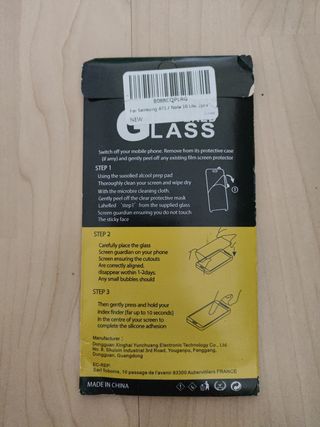 For Samsung A71 / Note 10 Lite, 2pcs
NEW
GLASS
Switch off your mobile phone. Remove from its protective case
(if any) and gently peel off any existing film screen protector
STEP 1
Using the suoolied alcool prep pad
Thoroughly clean your screen and wipe dry
With the microbre cleaning cloth.
Gently peel off the clear protective mask
Labelled "step1" from the supplied glass
Screen guardian ensuring you do not touch
The sticky face
STEP 2
Carefully place the glass
Screen guardian on your phone
Screen ensuring the cutouts
Are correctly aligned.
disappear within 1-2days.
Any small bubbles should
STEP 3
Then gently press and hold your
Index finder (far up to 10 seconds)
In the centre of your screen to
complete the silicone adhesion
Manufacturer :
Dongguan Xinghai Yunchuang Electronic Technology Co., Ltd
No. 8, Shuixin Industrial 3rd Road, Youganpu, Fenggang,
Dongguan, Guangdong
EC-REP:
Sarl Toboine, 10 passage de l'avenir 93300 Aubervilliers FRANCE
MADE IN CHINA